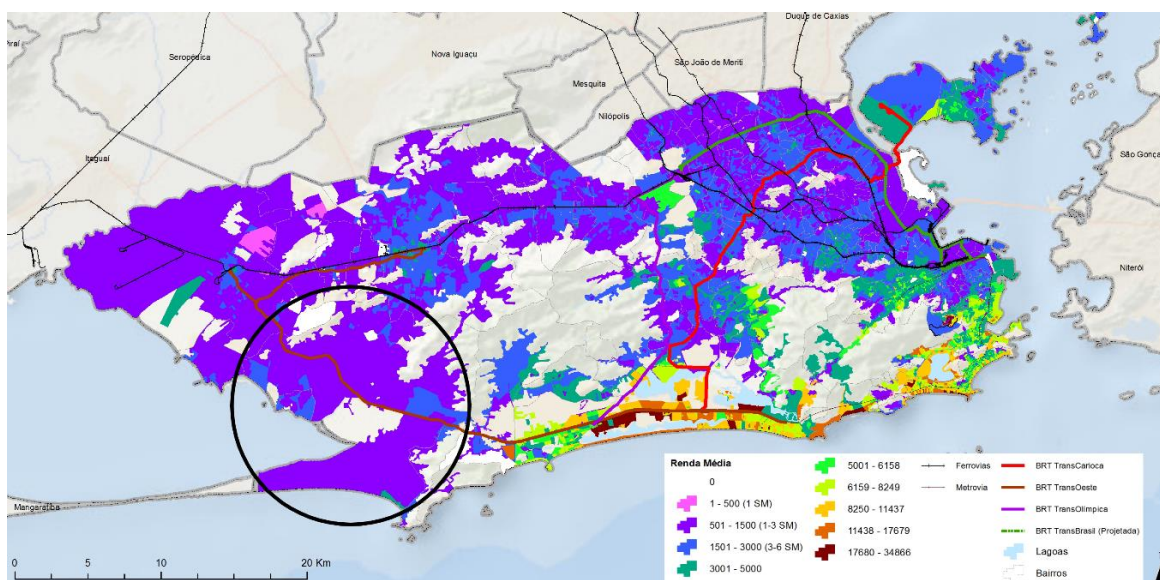 Duque de Caxias
Seropédica
Nova Iguaçu
São João de Meriti
Mesquita
Nilópolis
Itaguaí
São Gonça
Niterói
Mangaratiba
0 5 10 20 Km
Renda Média
0
1 - 500 (1 SM)
501 - 1500 (1-3 SM)
1501 - 3000 (3-6 SM)
3001 - 5000
5001 - 6158
6159 - 8249
8250 - 11437
11438 - 17679
17680 - 34866
Ferrovias
Metrovia
BRT TransCarioca
BRT TransOeste
BRT TransOlímpica
BRT TransBrasil (Projetada)
Lagoas
Bairros